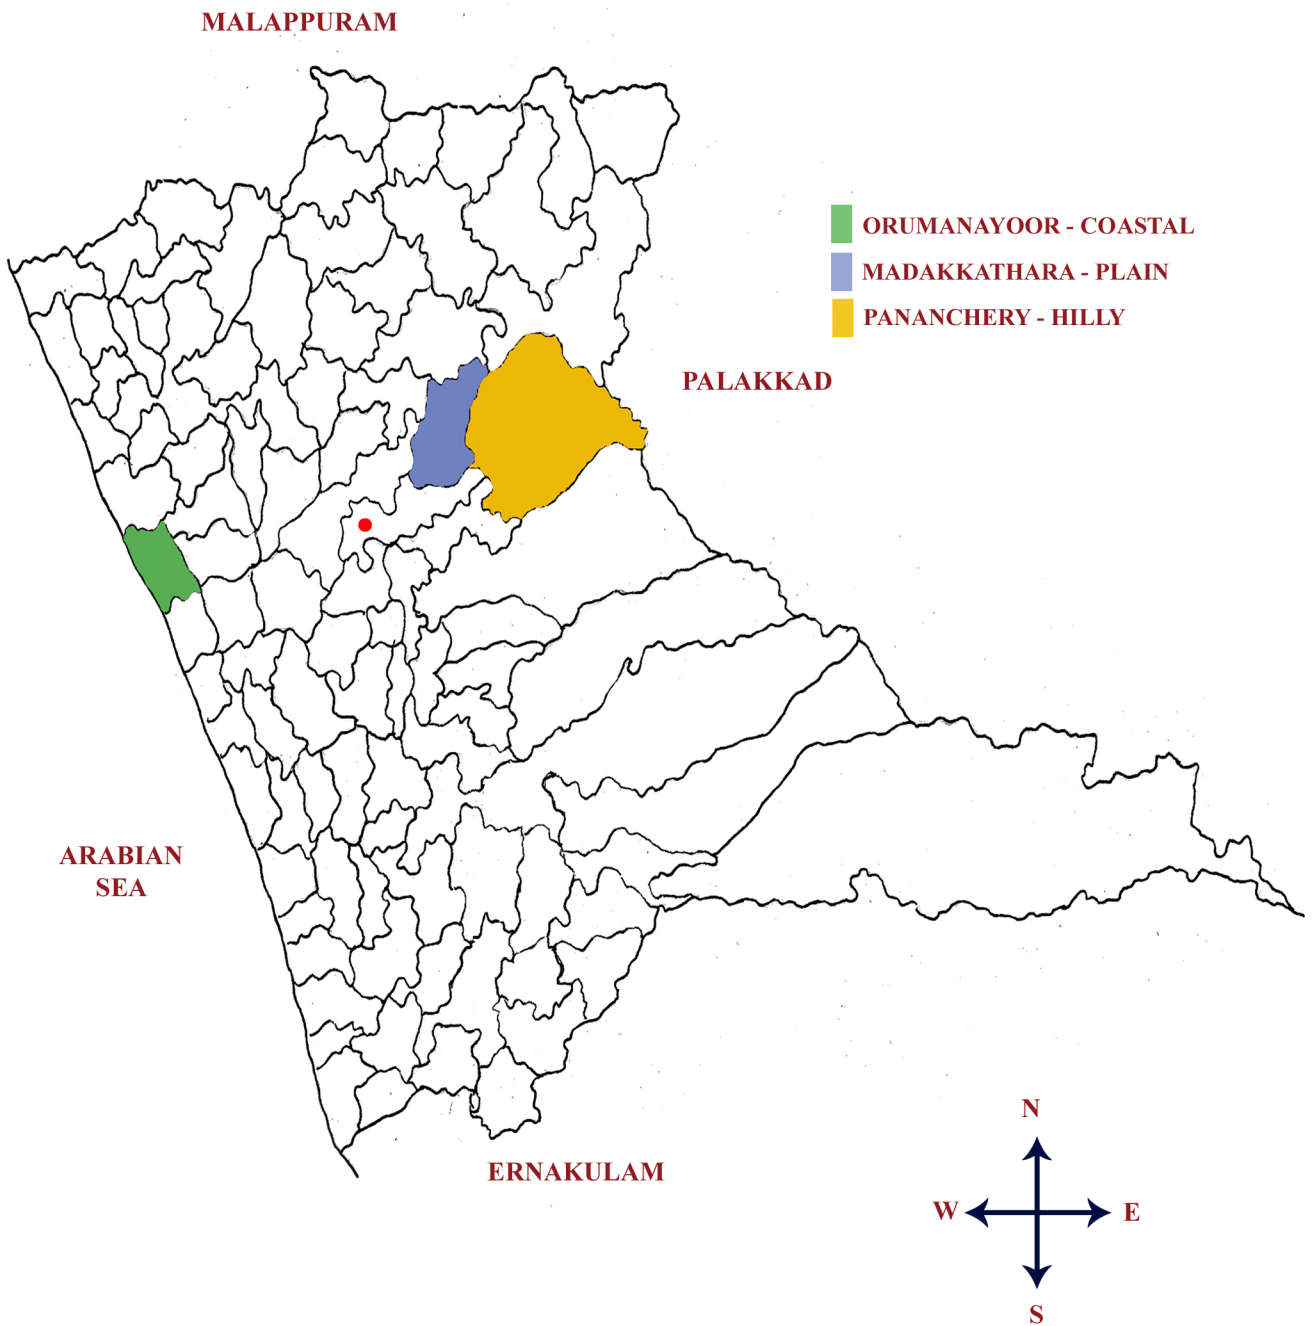 MALAPPURAM
ORUMANAYOOR - COASTAL
MADAKKATHARA - PLAIN
PANANCHERY - HILLY
PALAKKAD
ARABIAN
SEA
ERNAKULAM
N
W
E
S